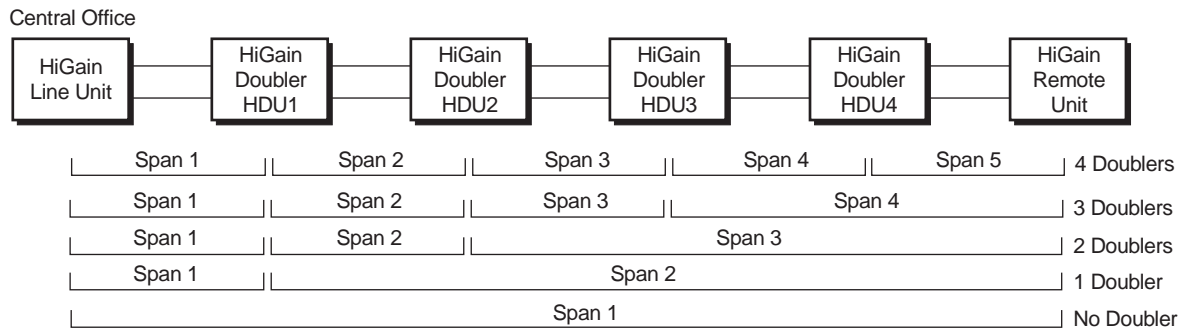 Central Office
HiGain
Line Unit
HiGain
Doubler
HDU1
HiGain
Doubler
HDU2
HiGain
Doubler
HDU3
HiGain
Doubler
HDU4
HiGain
Remote
Unit
Span 1 Span 2 Span 3 Span 4 Span 5 4 Doublers
Span 1 Span 2 Span 3 Span 4 3 Doublers
Span 1 Span 2 Span 3 2 Doublers
Span 1 Span 2 1 Doubler
Span 1 No Doubler